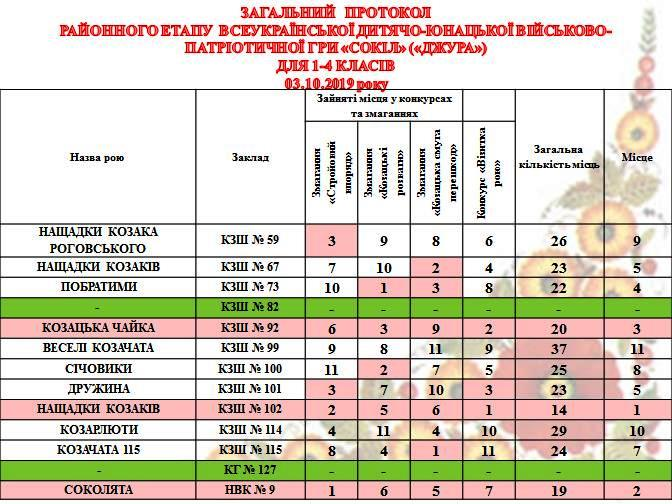 ЗАГАЛЬНИЙ ПРОТОКОЛ
РАЙОННОГО ЕТАПУ ВСЕУКРАЇНСЬКОЇ ДИТЯЧО-ЮНАЦЬКОЇ ВІЙСЬКОВО-
ПАТРІОТИЧНОЇ ГРИ «СОКІЛ» («ДЖУРА»)
ДЛЯ 1-4 КЛАСІВ
03.10.2019 року
Назва рою Заклад Зайняті місця у конкурсах та змаганнях Загальна кількість місць Місце
Змагання «Стройовий впоряд» Змагання «Козацькі розваги» Змагання «Козацька смуга перешкод» Конкурс «Візитка рою»
НАЩАДКИ КОЗАКА РОГОВСЬКОГО КЗШ № 59 3 9 8 6 26 9
НАЩАДКИ КОЗАКІВ КЗШ № 67 7 10 2 4 23 5
ПОБРАТИМИ КЗШ № 73 10 1 3 8 22 4
- КЗШ № 82 - - - - - -
КОЗАЦЬКА ЧАЙКА КЗШ № 92 6 3 9 2 20 3
ВЕСЕЛІ КОЗАЧАТА КЗШ № 99 9 8 11 9 37 11
СІЧОВИКИ КЗШ № 100 11 2 7 5 25 8
ДРУЖИНА КЗШ № 101 3 7 10 3 23 5
НАЩАДКИ КОЗАКІВ КЗШ № 102 2 5 6 1 14 1
КОЗАРЛЮТИ КЗШ № 114 4 11 4 10 29 10
КОЗАЧАТА 115 КЗШ № 115 8 4 1 11 24 7
- КГ № 127 - - - - - -
СОКОЛЯТА НВК № 9 1 6 5 7 19 2